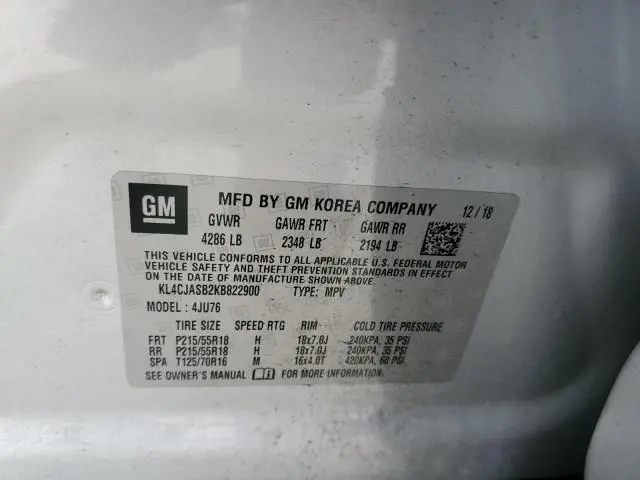 GM
MFD BY GM KOREA COMPANY 12/18
GVWR GAWR FRT GAWR RR
4286 LB 2348 LB 2194 LB
THIS VEHICLE CONFORMS TO ALL APPLICABLE U.S. FEDERAL MOTOR
VEHICLE SAFETY AND THEFT PREVENTION STANDARDS IN EFFECT
ON THE DATE OF MANUFACTURE SHOWN ABOVE.
KL4CJASB2KB822900 TYPE: MPV
MODEL: 4JU76
TIRE SIZE SPEED RTG RIM COLD TIRE PRESSURE
FRT P215/55R18 H 18x7.0J 240KPA, 35 PSI
RR P215/55R18 H 18x7.0J 240KPA, 35 PSI
SPA T125/70R16 M 16x4.0T 420KPA, 60 PSI
SEE OWNER'S MANUAL FOR MORE INFORMATION